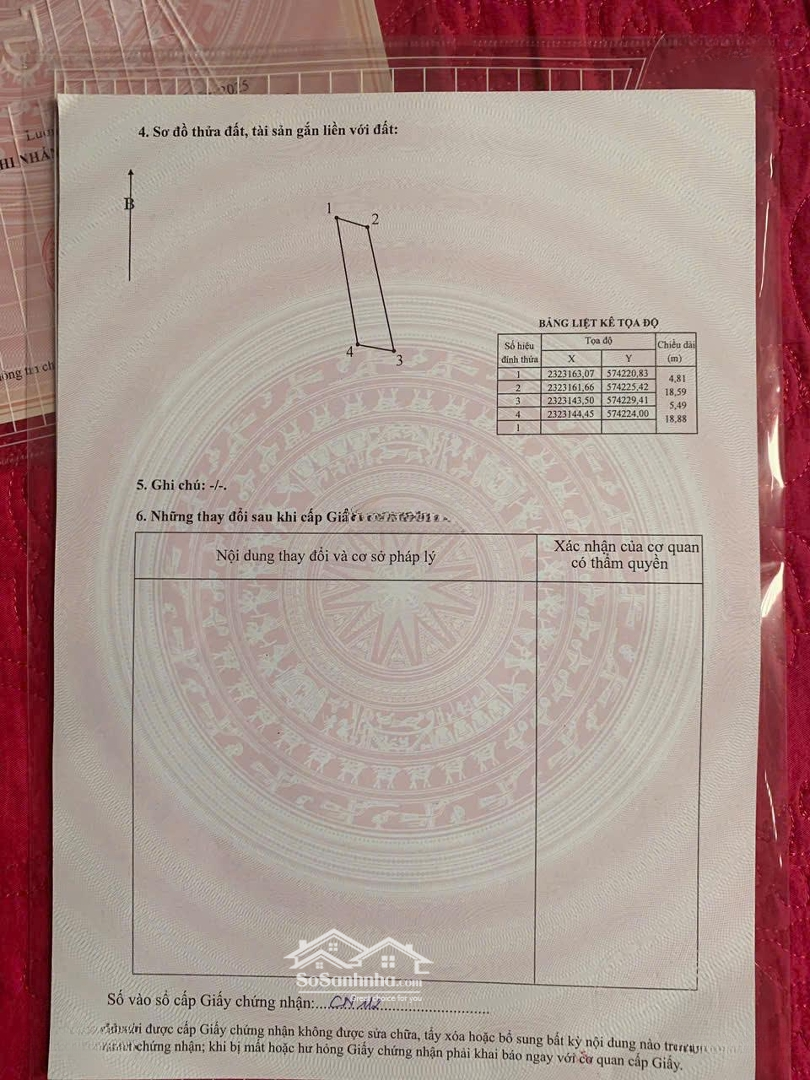 2025
HI NHÁN
4. Sơ đồ thửa đất, tài sản gắn liền với đất:
B
1
2
4
3
BẢNG LIỆT KÊ TỌA ĐỘ
Số hiệu đỉnh thửa Tọa độ Chiều dài (m)
X Y
1 2323163,07 574220,83
4,81
2 2323161,66 574225,42
18,59
3 2323143,50 574229,41
5,49
4 2323144,45 574224,00
18,88
1
5. Ghi chú: -/-.
6. Những thay đổi sau khi cấp Giấy
Nội dung thay đổi và cơ sở pháp lý
Xác nhận của cơ quan
có thẩm quyền
SoSanhnha.com
Best choice for you
Số vào sổ cấp Giấy chứng nhận:
được cấp Giấy chứng nhận không được sửa chữa, tẩy xóa hoặc bổ sung bất kỳ nội dung nào
chứng nhận; khi bị mất hoặc hư hỏng Giấy chứng nhận phải khai báo ngay với cơ quan cấp Giấy.